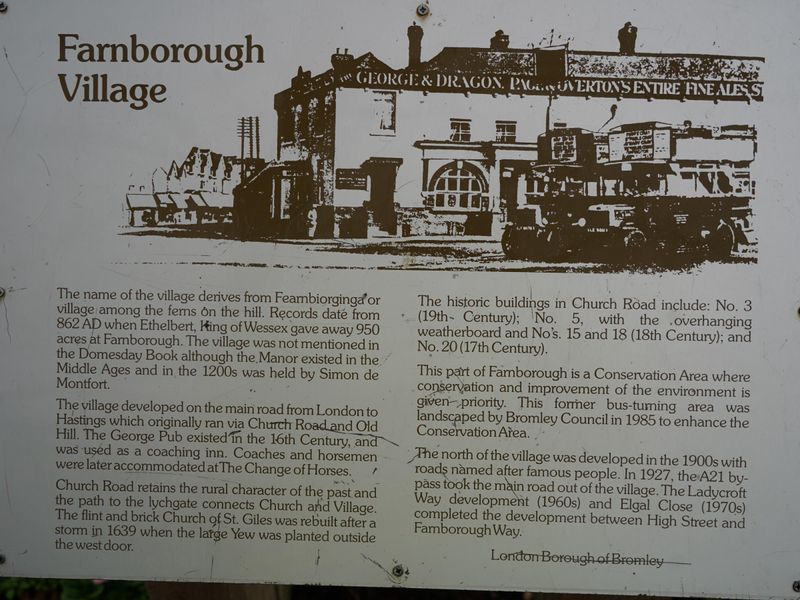 Farnborough
Village
GEORGE & DRAGON. PAGE & OVERTON'S ENTIRE FINE ALES, S
The name of the village derives from Fearnbiorginga or
village among the ferns on the hill. Records date from
862 AD when Ethelbert, King of Wessex gave away 950
acres at Farnborough. The village was not mentioned in
the Domesday Book although the Manor existed in the
Middle Ages and in the 1200s was held by Simon de
Montfort.
The village developed on the main road from London to
Hastings which originally ran via Church Road and Old
Hill. The George Pub existed in the 16th Century, and
was used as a coaching inn. Coaches and horsemen
were later accommodated at The Change of Horses.
Church Road retains the rural character of the past and
the path to the lychgate connects Church and Village.
The flint and brick Church of St. Giles was rebuilt after a
storm in 1639 when the large Yew was planted outside
the west door.
The historic buildings in Church Road include: No. 3
(19th Century); No. 5, with the overhanging
weatherboard and No's. 15 and 18 (18th Century); and
No. 20 (17th Century).
This part of Farnborough is a Conservation Area where
conservation and improvement of the environment is
given priority. This former bus-turning area was
landscaped by Bromley Council in 1985 to enhance the
Conservation Area.
The north of the village was developed in the 1900s with
roads named after famous people. In 1927, the A21 by-
pass took the main road out of the village. The Ladycroft
Way development (1960s) and Elgal Close (1970s)
completed the development between High Street and
Farnborough Way.
London Borough of Bromley